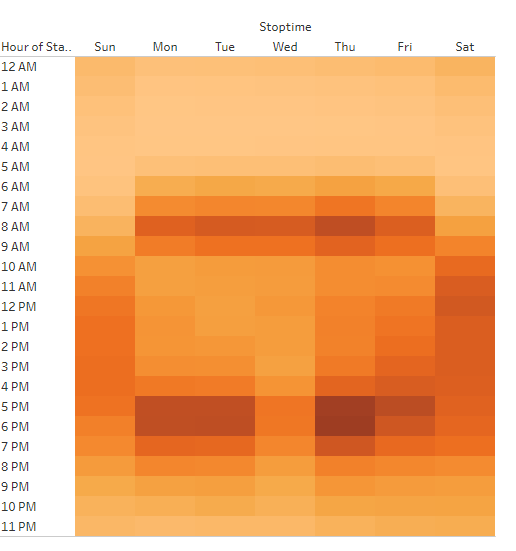 Stoptime
Hour of Sta.. Sun Mon Tue Wed Thu Fri Sat
12 AM
1 AM
2 AM
3 AM
4 AM
5 AM
6 AM
7 AM
8 AM
9 AM
10 AM
11 AM
12 PM
1 PM
2 PM
3 PM
4 PM
5 PM
6 PM
7 PM
8 PM
9 PM
10 PM
11 PM